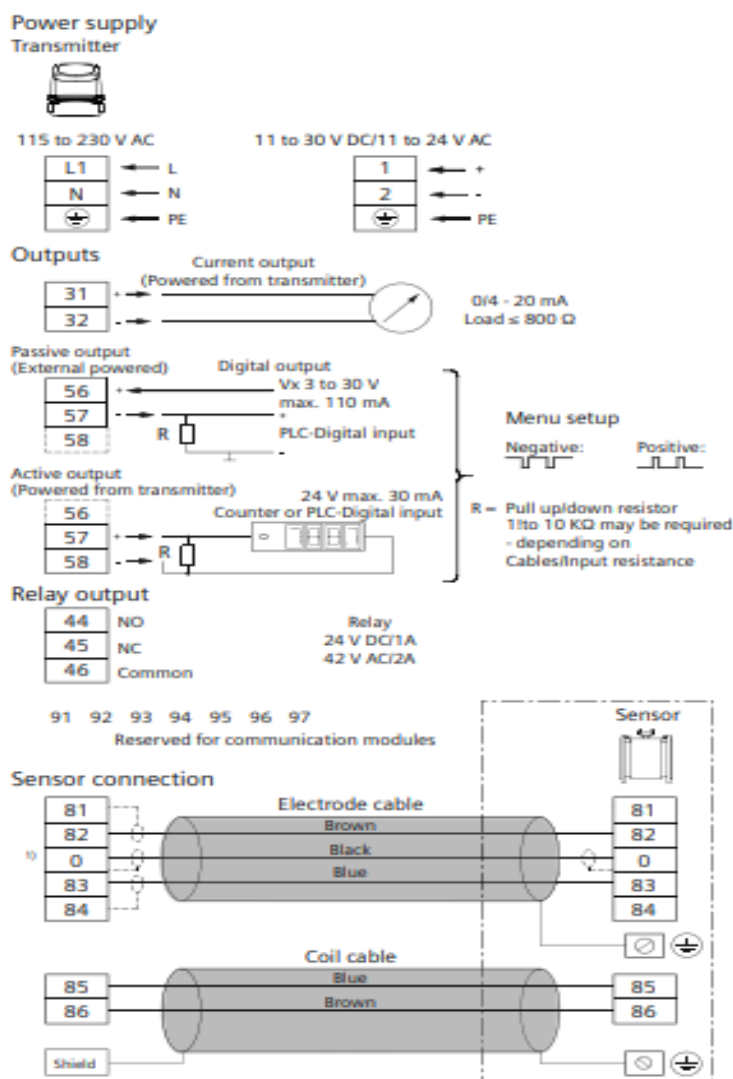 Power supply
Transmitter
115 to 230 V AC
11 to 30 V DC/11 to 24 V AC
L1 L
N N
PE
1 +
2 -
PE
Outputs
Current output
(Powered from transmitter)
31 +
32 -
0/4 - 20 mA
Load ≤ 800 Ω
Passive output
(External powered)
Digital output
56 +
57 -
58
Vx 3 to 30 V
max. 110 mA
+
R
PLC-Digital input
-
Menu setup
Negative: Positive:
Active output
(Powered from transmitter)
24 V max. 30 mA
Counter or PLC-Digital input
56
57 +
58 -
R
R = Pull up/down resistor
1!to 10 KΩ may be required
- depending on
Cables/Input resistance
Relay output
44 NO
45 NC
46 Common
Relay
24 V DC/1A
42 V AC/2A
91 92 93 94 95 96 97
Reserved for communication modules
Sensor
Sensor connection
Electrode cable
81 81
82 Brown 82
1) 0 Black 0
83 Blue 83
84 84
Coil cable
85 Blue 85
86 Brown 86
Shield